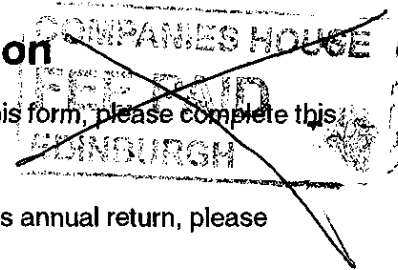 on
COMPANIES HOUSE
FEE PAID
is form, please complete this
EDINBURGH
s annual return, please